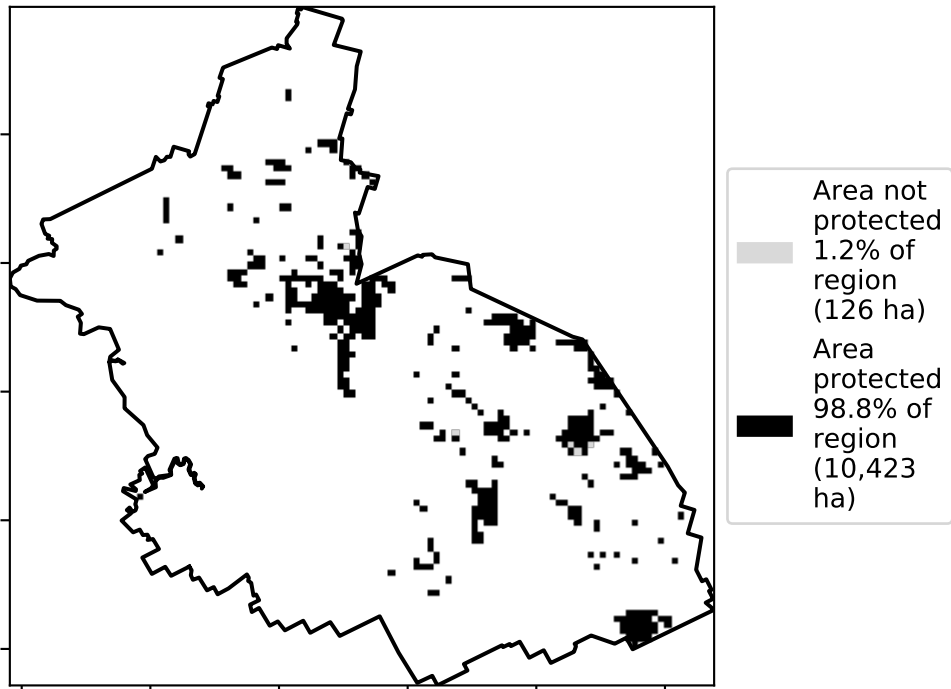 Area not
protected
1.2% of
region
(126 ha)
Area
protected
98.8% of
region
(10,423
ha)